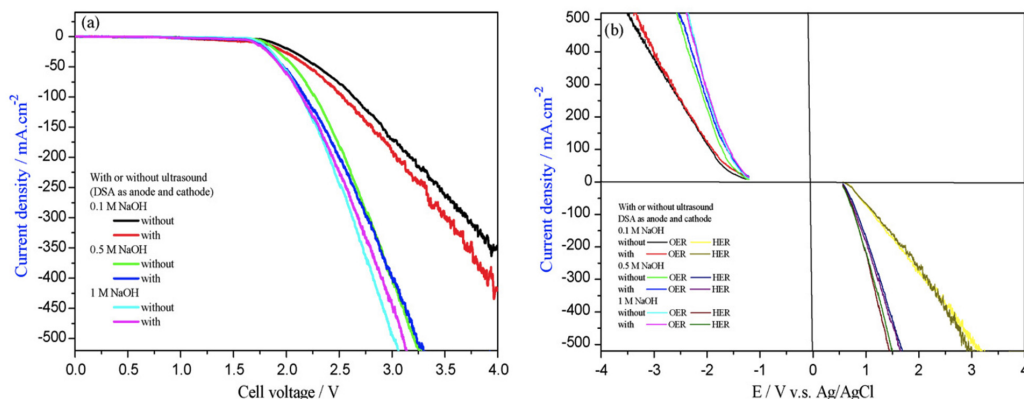 (a)
0
-50
-100
-150
-200
-250
-300
-350
-400
-450
-500
Current density / mA.cm-2
With or without ultrasound
(DSA as anode and cathode)
0.1 M NaOH
without
with
0.5 M NaOH
without
with
1 M NaOH
without
with
0.0 0.5 1.0 1.5 2.0 2.5 3.0 3.5 4.0
Cell voltage / V
(b)
500
400
300
200
100
0
-100
-200
-300
-400
-500
Current density / mA.cm-2
With or without ultrasound
DSA as anode and cathode
0.1 M NaOH
without OER HER
with OER HER
0.5 M NaOH
without OER HER
with OER HER
1 M NaOH
without OER HER
with OER HER
-4 -3 -2 -1 0 1 2 3 4
E / V v.s. Ag/AgCl